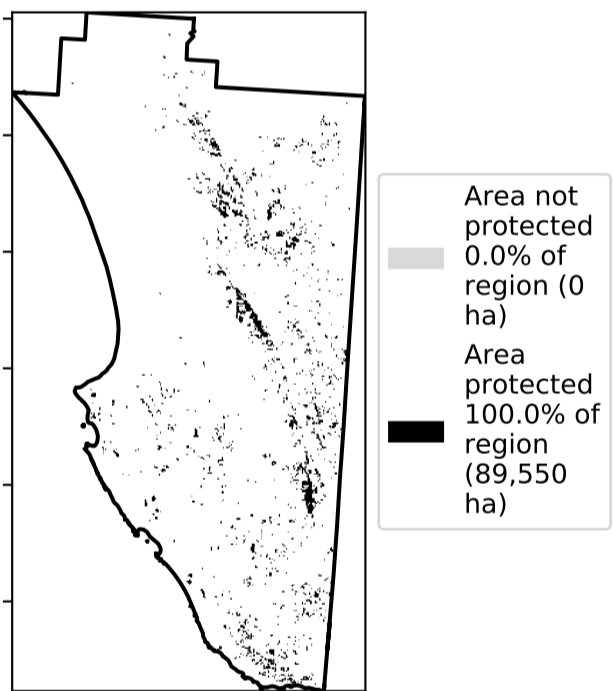 Area not
protected
0.0% of
region (0
ha)
Area
protected
100.0% of
region
(89,550
ha)